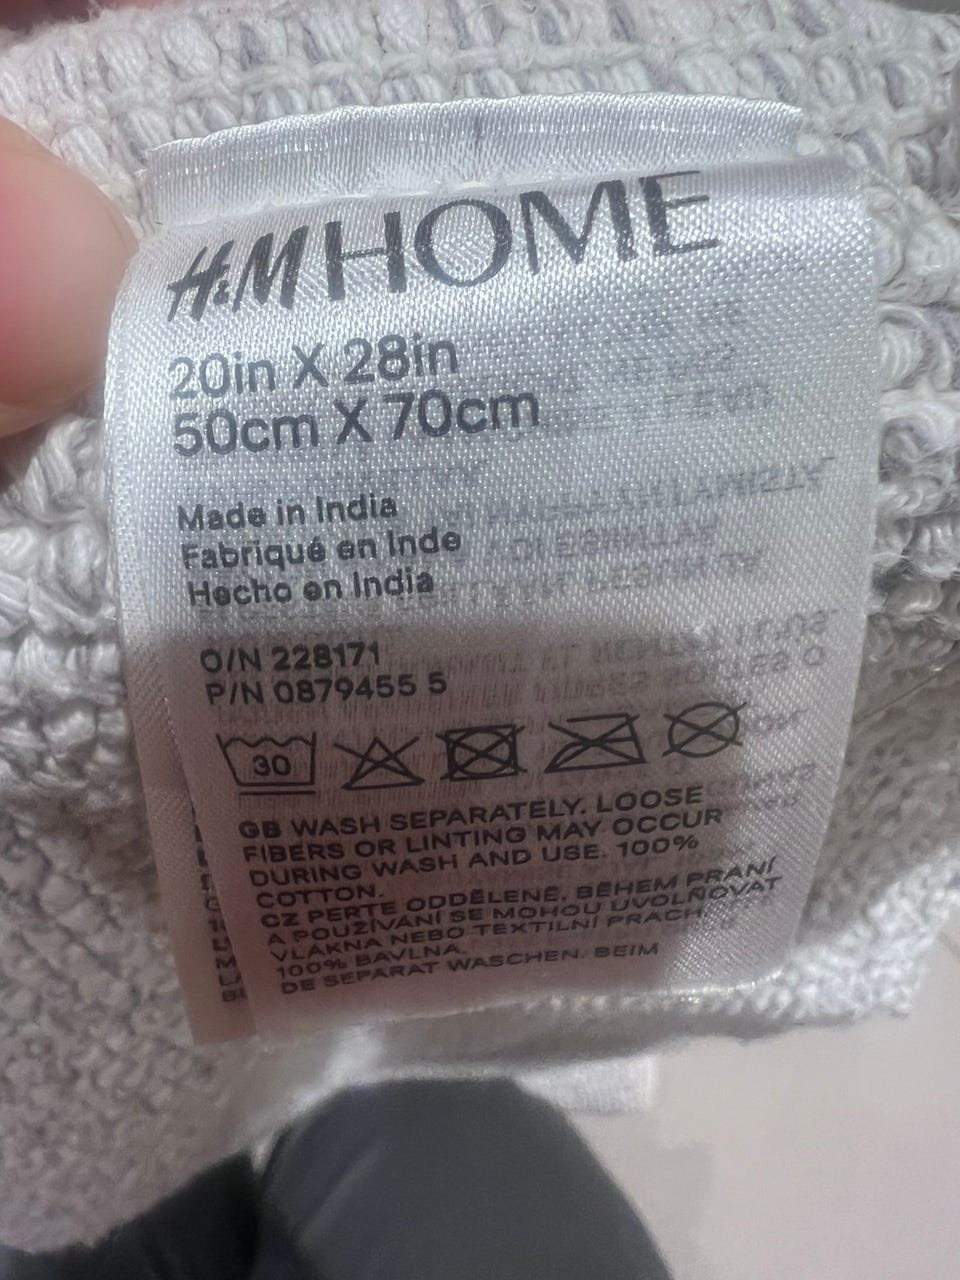 H&M HOME
20in X 28in
50cm X 70cm
Made in India
Fabriqué en Inde
Hecho en India
O/N 228171
P/N 0879455 5
30
GB WASH SEPARATELY. LOOSE
FIBERS OR LINTING MAY OCCUR
DURING WASH AND USE. 100%
COTTON.
CZ PERTE ODDĚLENĚ. BĚHEM PRANÍ
A POUŽÍVÁNÍ SE MOHOU UVOLŇOVAT
VLÁKNA NEBO TEXTILNÍ PRACH.
100% BAVLNA.
DE SEPARAT WASCHEN. BEIM